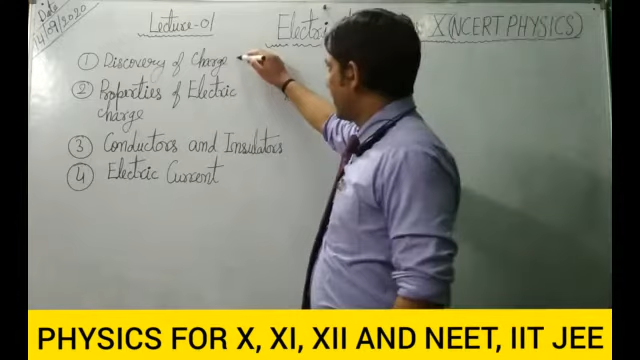 Date
14/09/2020
Lecture-01
X (NCERT PHYSICS)
1 Discovery of Charge
2 Properties of Electric
charge
3 Conductors and Insulators
4 Electric Current
PHYSICS FOR X, XI, XII AND NEET, IIT JEE